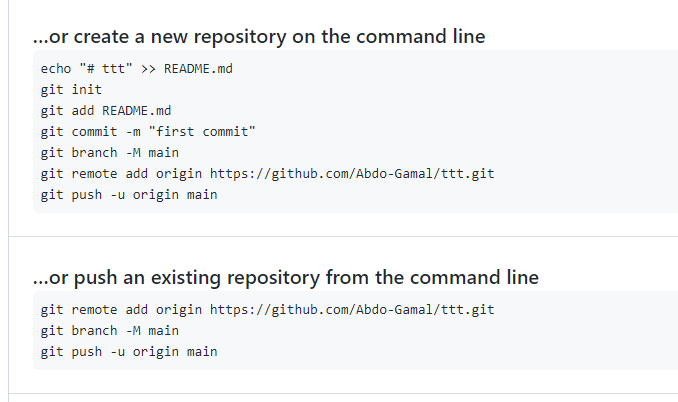 ...or create a new repository on the command line
echo "# ttt" >> README.md
git init
git add README.md
git commit -m "first commit"
git branch -M main
git remote add origin https://github.com/Abdo-Gamal/ttt.git
git push -u origin main
...or push an existing repository from the command line
git remote add origin https://github.com/Abdo-Gamal/ttt.git
git branch -M main
git push -u origin main